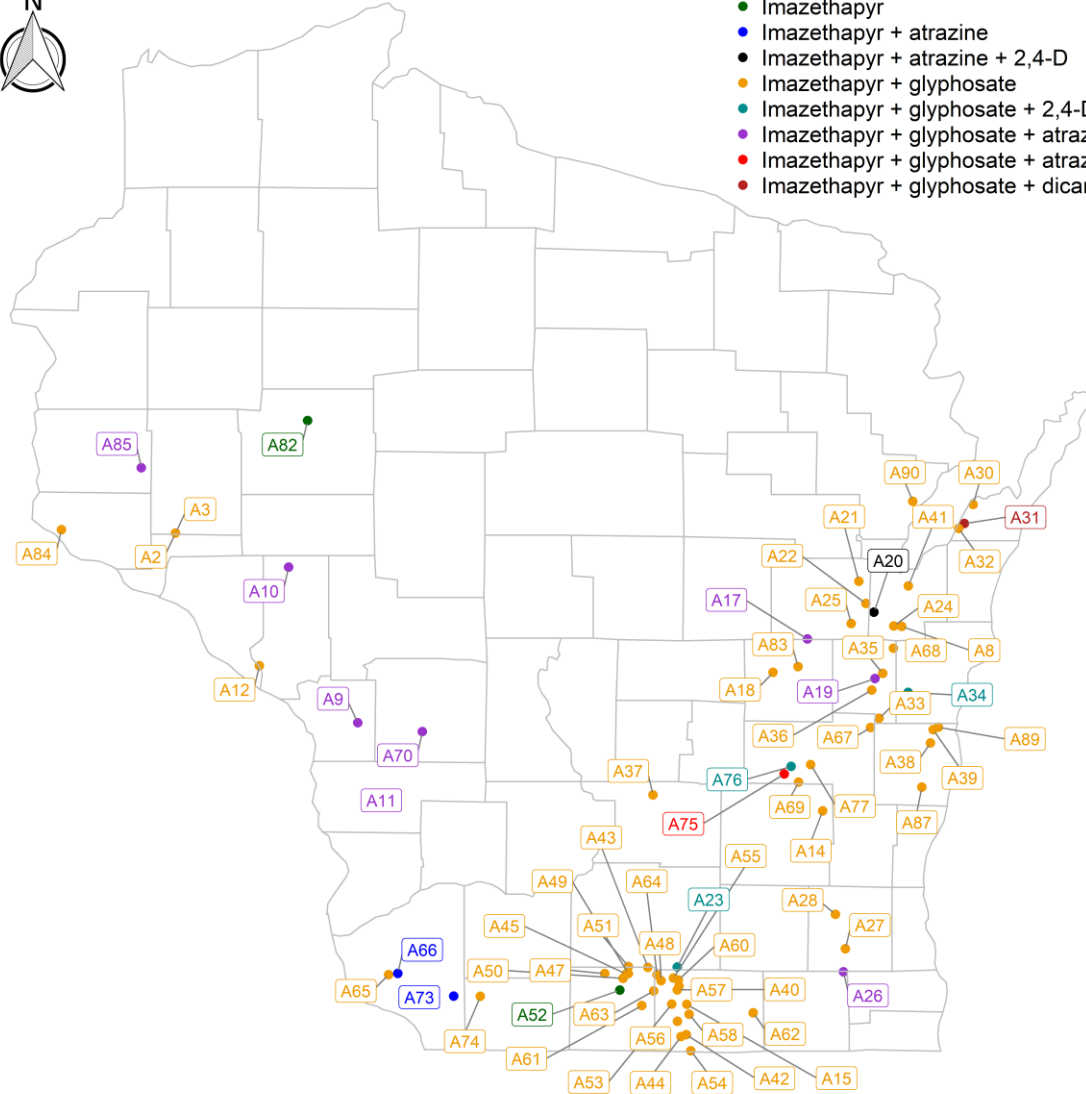 N
Imazethapyr
Imazethapyr + atrazine
Imazethapyr + atrazine + 2,4-D
Imazethapyr + glyphosate
Imazethapyr + glyphosate + 2,4-D
Imazethapyr + glyphosate + atraz
Imazethapyr + glyphosate + atraz
Imazethapyr + glyphosate + dicar
A85
A82
A3
A84
A2
A10
A12
A9
A70
A11
A90
A30
A21
A41
A31
A22
A20
A32
A17
A25
A24
A83
A35
A68
A8
A18
A19
A33
A34
A36
A67
A89
A38
A39
A37
A76
A69
A77
A87
A75
A14
A43
A55
A49
A64
A23
A28
A45
A51
A48
A60
A27
A66
A50
A47
A65
A73
A57
A40
A26
A52
A63
A74
A56
A58
A62
A61
A53
A44
A54
A42
A15